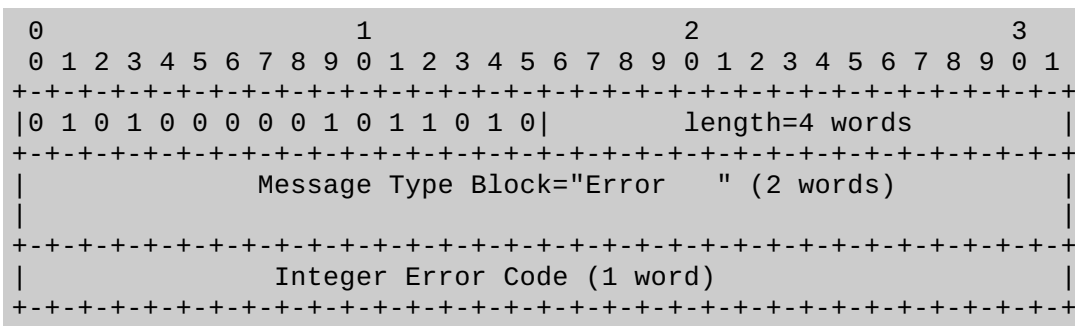 0                   1                   2                   3
 0 1 2 3 4 5 6 7 8 9 0 1 2 3 4 5 6 7 8 9 0 1 2 3 4 5 6 7 8 9 0 1
+-+-+-+-+-+-+-+-+-+-+-+-+-+-+-+-+-+-+-+-+-+-+-+-+-+-+-+-+-+-+-+-+
|0 1 0 1 0 0 0 0 0 1 0 1 1 0 1 0|        length=4 words         |
+-+-+-+-+-+-+-+-+-+-+-+-+-+-+-+-+-+-+-+-+-+-+-+-+-+-+-+-+-+-+-+-+
|              Message Type Block="Error   " (2 words)          |
|                                                               |
+-+-+-+-+-+-+-+-+-+-+-+-+-+-+-+-+-+-+-+-+-+-+-+-+-+-+-+-+-+-+-+-+
|               Integer Error Code (1 word)                     |
+-+-+-+-+-+-+-+-+-+-+-+-+-+-+-+-+-+-+-+-+-+-+-+-+-+-+-+-+-+-+-+-+